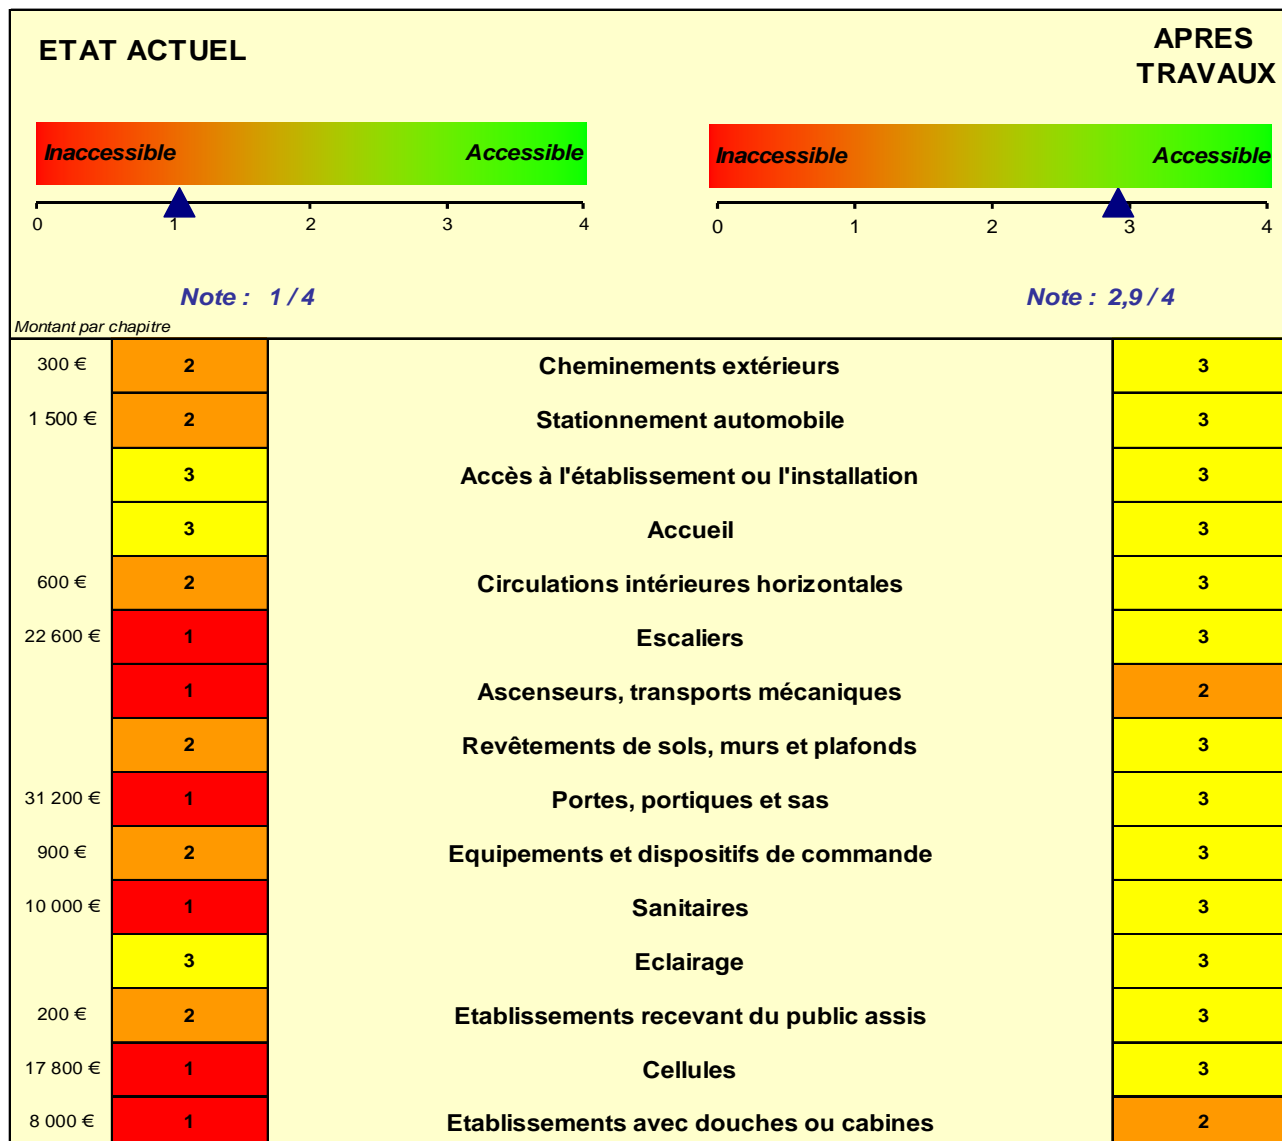 ETAT ACTUEL
APRES
TRAVAUX
Inaccessible Accessible
Inaccessible Accessible
0 1 2 3 4
0 1 2 3 4
Note : 1 / 4
Note : 2,9 / 4
Montant par chapitre
300 € 2 Cheminements extérieurs 3
1 500 € 2 Stationnement automobile 3
3 Accès à l'établissement ou l'installation 3
3 Accueil 3
600 € 2 Circulations intérieures horizontales 3
22 600 € 1 Escaliers 3
1 Ascenseurs, transports mécaniques 2
2 Revêtements de sols, murs et plafonds 3
31 200 € 1 Portes, portiques et sas 3
900 € 2 Equipements et dispositifs de commande 3
10 000 € 1 Sanitaires 3
3 Eclairage 3
200 € 2 Etablissements recevant du public assis 3
17 800 € 1 Cellules 3
8 000 € 1 Etablissements avec douches ou cabines 2